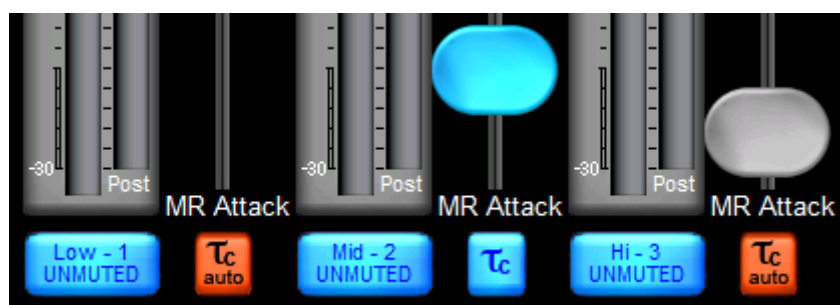 -30
Post
MR Attack
-30
Post
MR Attack
-30
Post
MR Attack
Low - 1
UNMUTED
τc
auto
Mid - 2
UNMUTED
τc
Hi - 3
UNMUTED
τc
auto